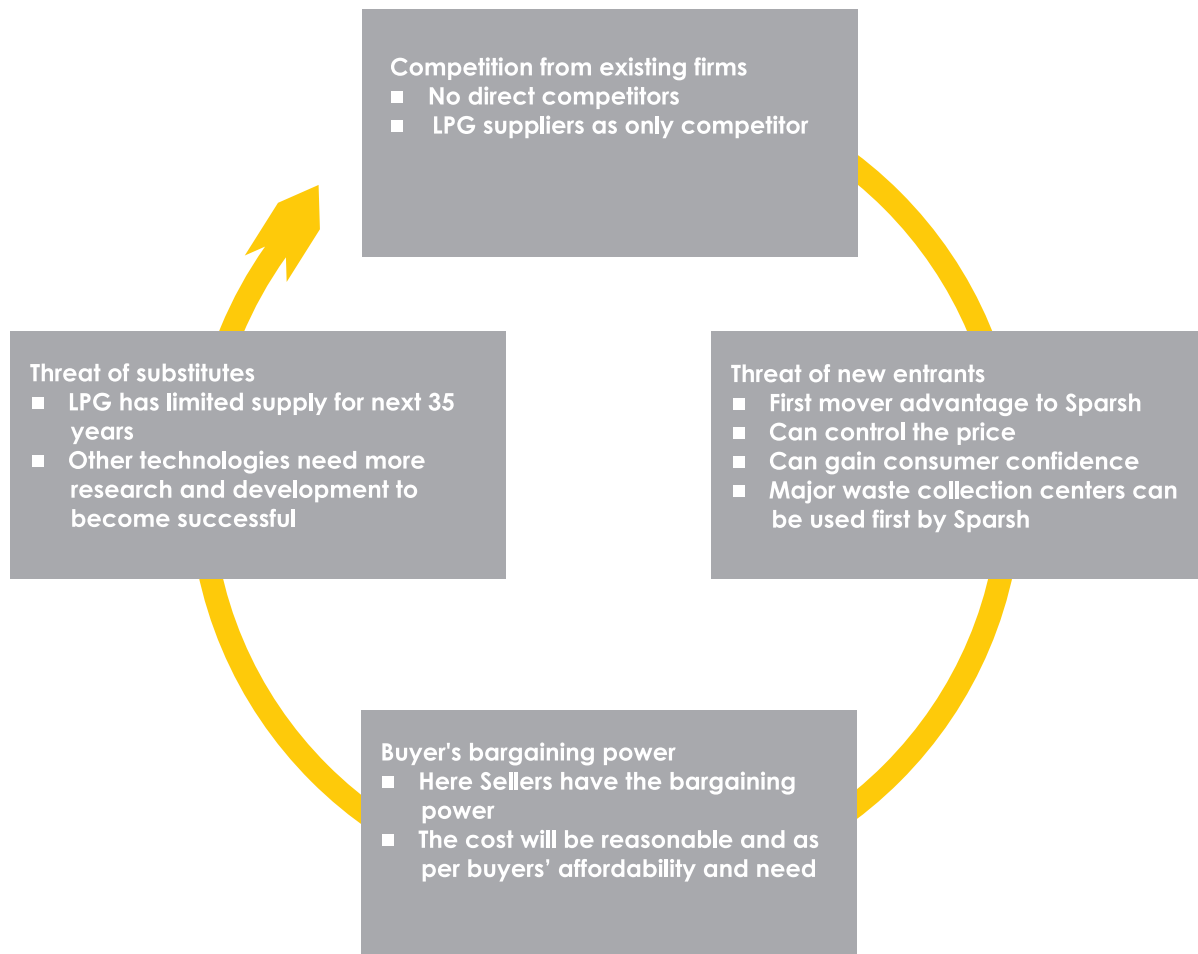 Competition from existing firms
■ No direct competitors
■ LPG suppliers as only competitor
Threat of substitutes
■ LPG has limited supply for next 35
years
■ Other technologies need more
research and development to
become successful
Threat of new entrants
■ First mover advantage to Sparsh
■ Can control the price
■ Can gain consumer confidence
■ Major waste collection centers can
be used first by Sparsh
Buyer's bargaining power
■ Here Sellers have the bargaining
power
■ The cost will be reasonable and as
per buyers’ affordability and need